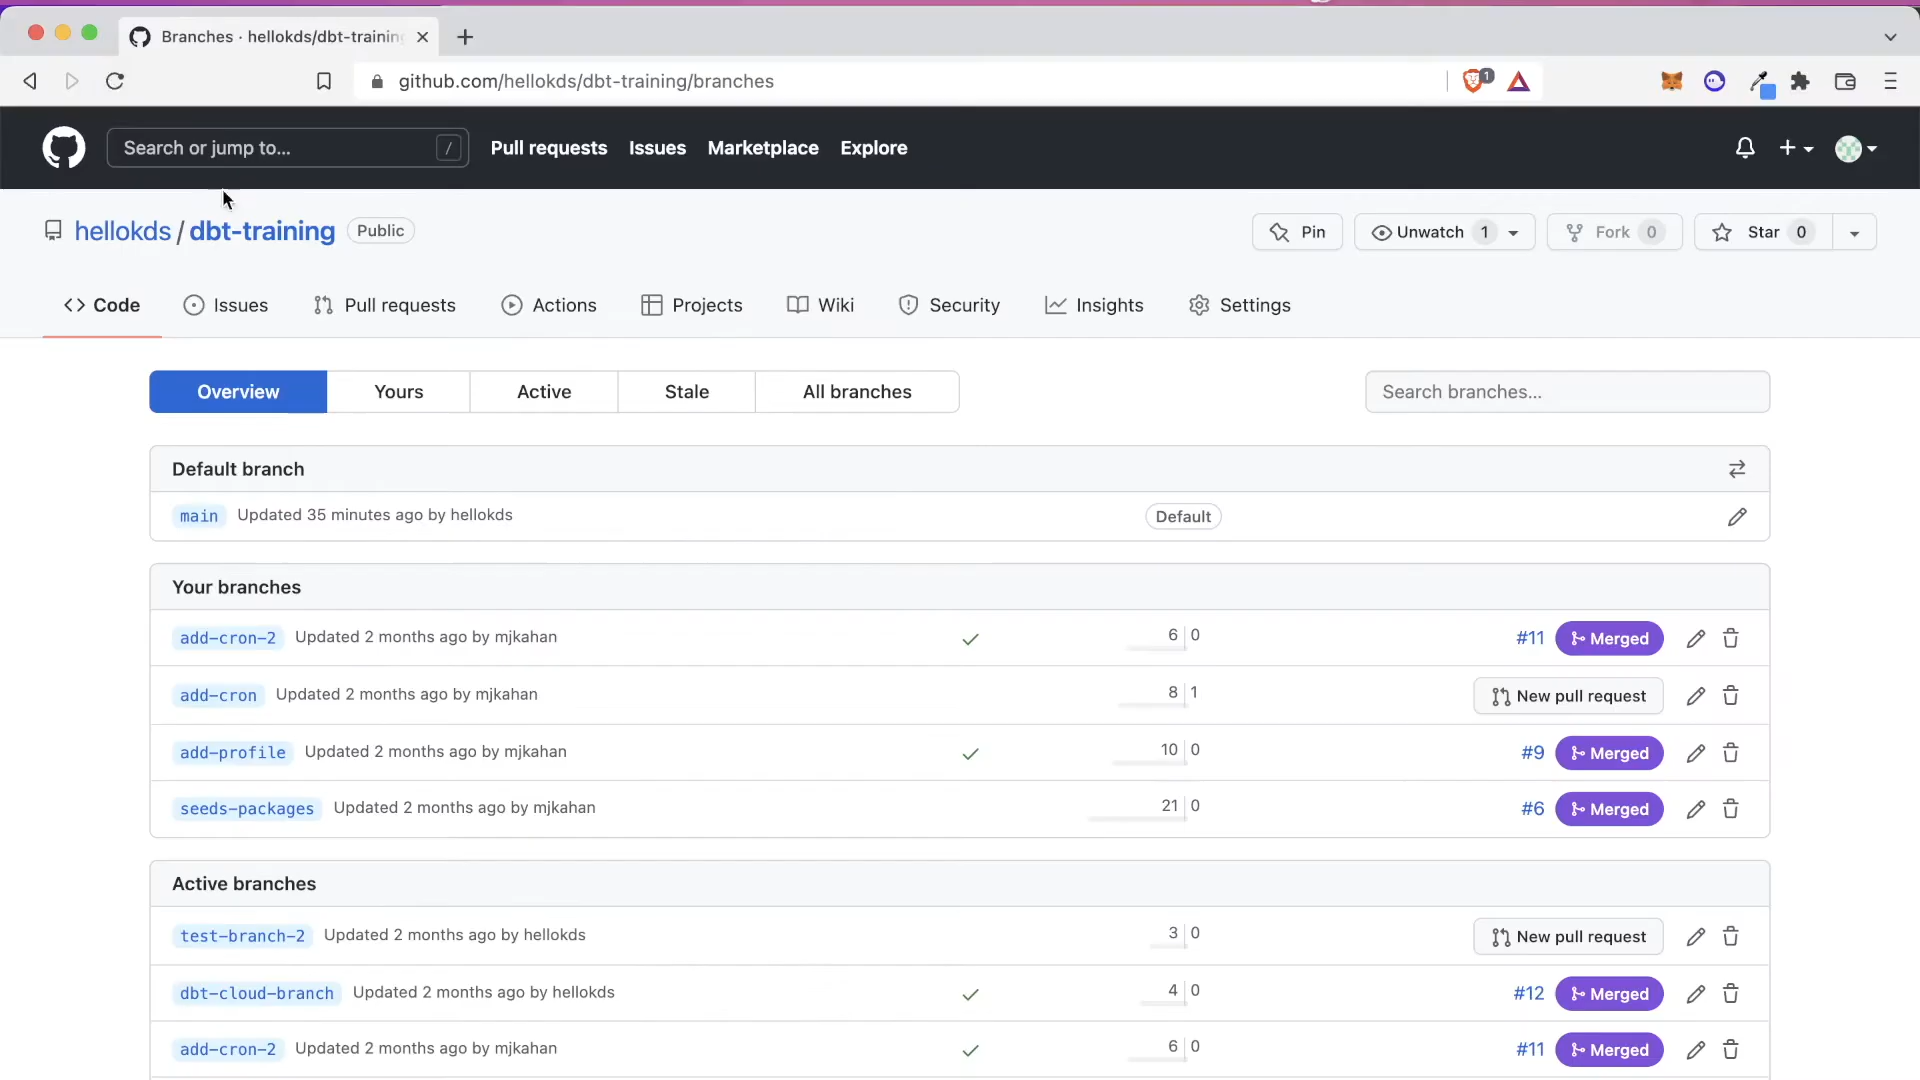 Branches · hellokds/dbt-training
github.com/hellokds/dbt-training/branches
1
Search or jump to... /
Pull requests Issues Marketplace Explore
hellokds / dbt-training Public
Pin Unwatch 1 Fork 0 Star 0
Code Issues Pull requests Actions Projects Wiki Security Insights Settings
Overview Yours Active Stale All branches Search branches...
Default branch
main Updated 35 minutes ago by hellokds Default
Your branches
add-cron-2 Updated 2 months ago by mjkahan 6 0 #11 Merged
add-cron Updated 2 months ago by mjkahan 8 1 New pull request
add-profile Updated 2 months ago by mjkahan 10 0 #9 Merged
seeds-packages Updated 2 months ago by mjkahan 21 0 #6 Merged
Active branches
test-branch-2 Updated 2 months ago by hellokds 3 0 New pull request
dbt-cloud-branch Updated 2 months ago by hellokds 4 0 #12 Merged
add-cron-2 Updated 2 months ago by mjkahan 6 0 #11 Merged